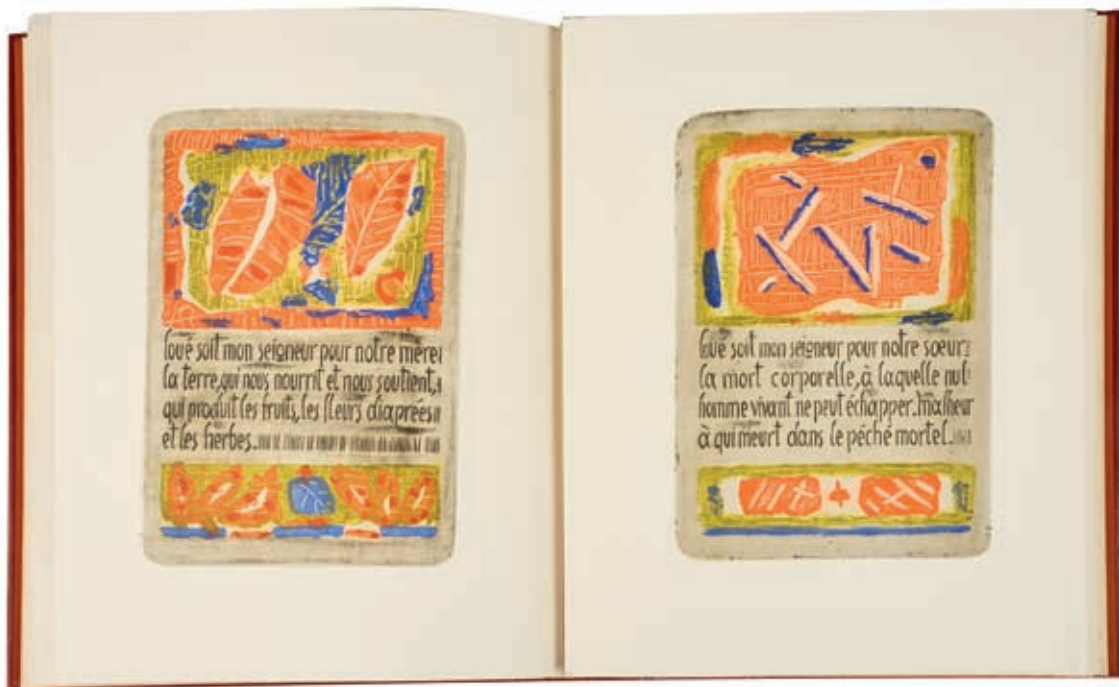 loué soit mon seigneur pour notre mère
la terre, qui nous nourrit et nous soutient,
qui produit les fruits, les fleurs diaprées
et les herbes.
loué soit mon seigneur pour notre sœur
la mort corporelle, à laquelle nul
homme vivant ne peut échapper. malheur
à qui meurt dans le péché mortel.